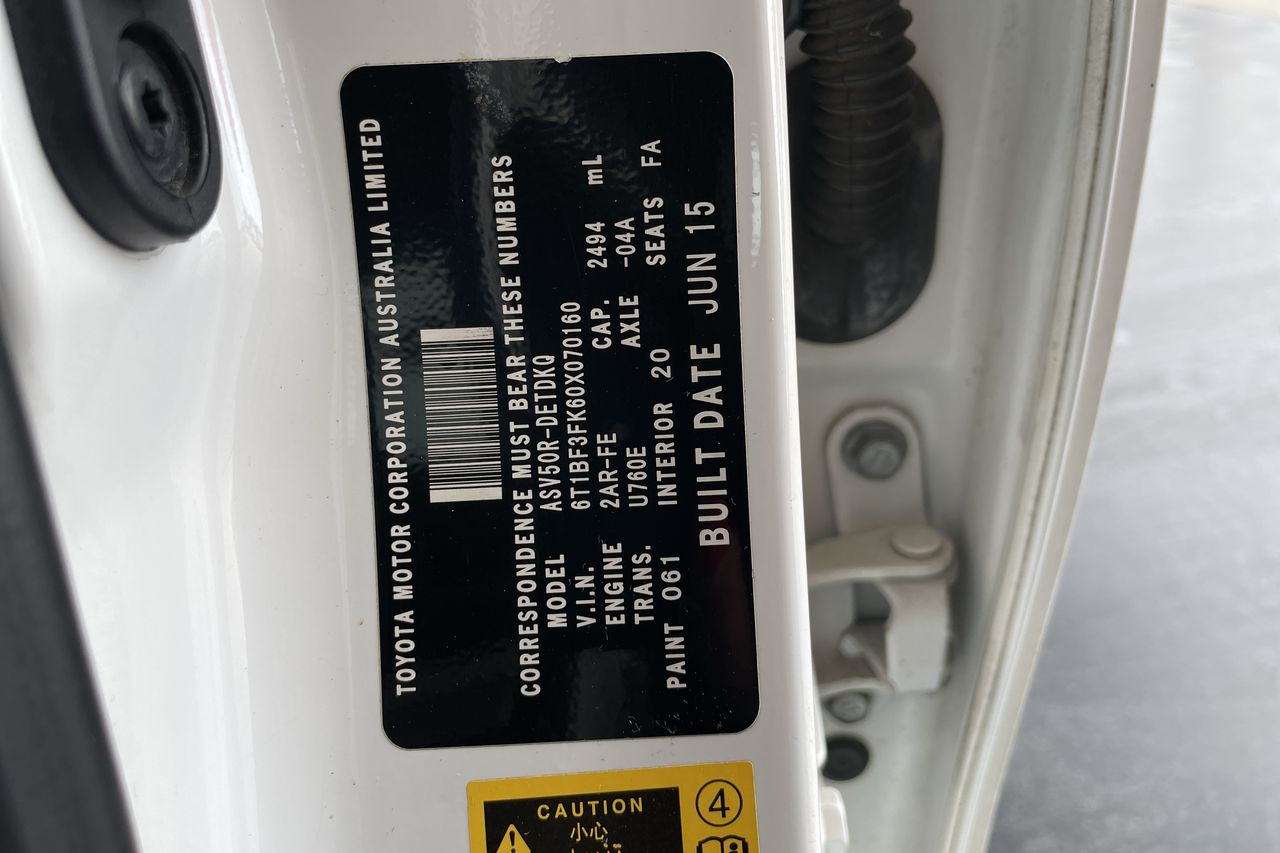 TOYOTA MOTOR CORPORATION AUSTRALIA LIMITED
CORRESPONDENCE MUST BEAR THESE NUMBERS
MODEL ASV50R-DETDKQ
V.I.N. 6T1BF3FK60X070160
ENGINE 2AR-FE CAP. 2494 mL
TRANS. U760E AXLE -04A
PAINT 061 INTERIOR 20 SEATS FA
BUILT DATE JUN 15
CAUTION
小心
4